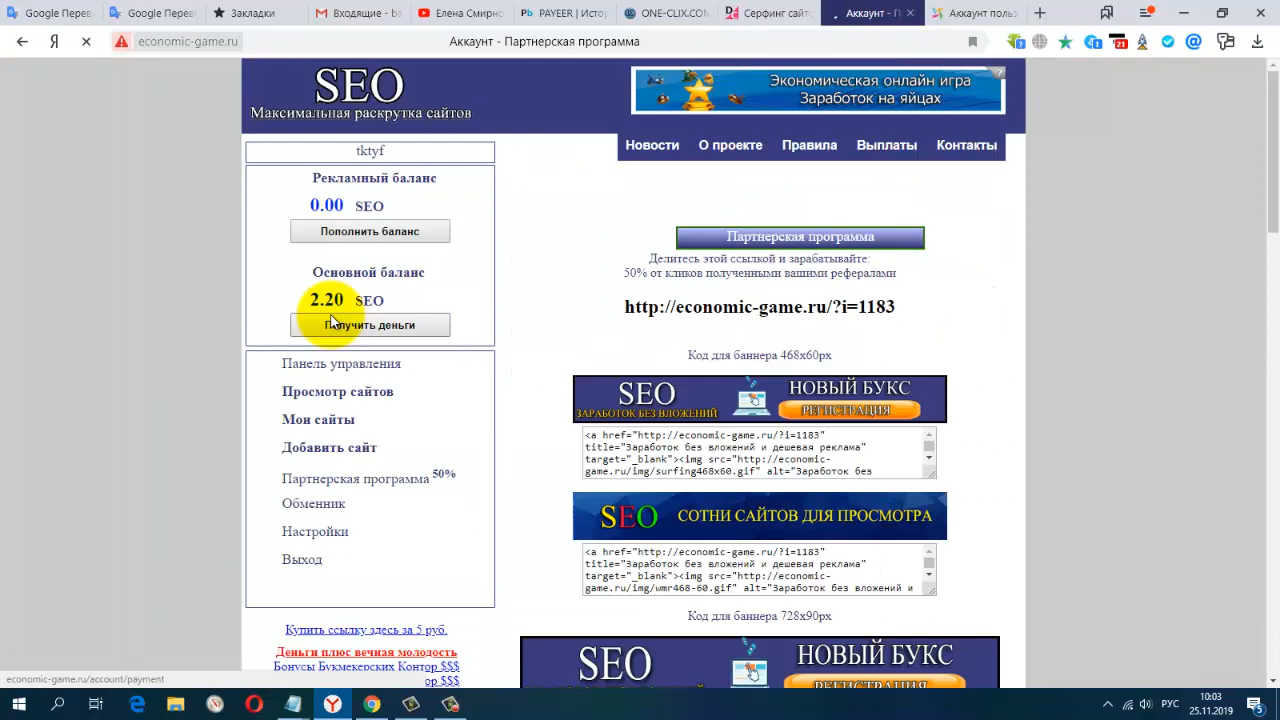 Google Перев
Google Перев
Закладки
Входящие -
Елена Смирно
PAYEER | Истор
ONE-CLIX.CON
Серфинг сайт
Аккаунт - П
Аккаунт поль
economic-game.ru
Аккаунт - Партнерская программа
7
1
21
SEO
Максимальная раскрутка сайтов
Экономическая онлайн игра
Заработок на яйцах
Новости О проекте Правила Выплаты Контакты
tktyf
Рекламный баланс
0.00 SEO
Пополнить баланс
Основной баланс
2.20 SEO
Получить деньги
Панель управления
Просмотр сайтов
Мои сайты
Добавить сайт
Партнерская программа 50%
Обменник
Настройки
Выход
Купить ссылку здесь за 5 руб.
Деньги плюс вечная молодость
Бонусы Букмекерских Контор $$$
ор $$$
Партнерская программа
Делитесь этой ссылкой и зарабатывайте:
50% от кликов полученными вашими рефералами
http://economic-game.ru/?i=1183
Код для баннера 468x60px
SEO
ЗАРАБОТОК БЕЗ ВЛОЖЕНИЙ
НОВЫЙ БУКС
РЕГИСТРАЦИЯ
<a href="http://economic-game.ru/?i=1183"
title="Заработок без вложений и дешевая реклама"
target="_blank"><img src="http://economic-
game.ru/img/surfing468x60.gif" alt="Заработок без
SEO СОТНИ САЙТОВ ДЛЯ ПРОСМОТРА
<a href="http://economic-game.ru/?i=1183"
title="Заработок без вложений и дешевая реклама"
target="_blank"><img src="http://economic-
game.ru/img/wmr468-60.gif" alt="Заработок без вложений и
Код для баннера 728x90px
SEO
НОВЫЙ БУКС
РЕГИСТРАЦИЯ
economic-game.ru/account/payment
РУС
10:03
25.11.2019
5